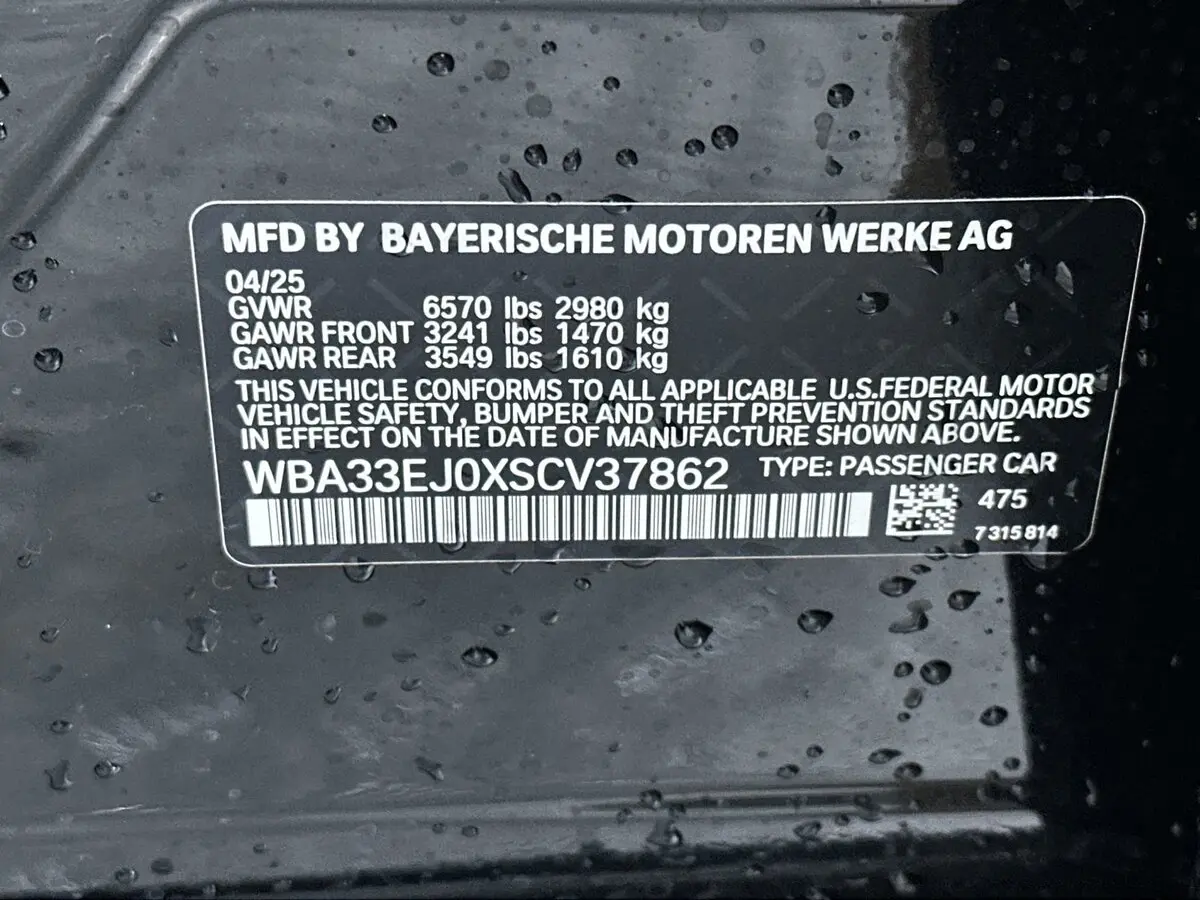 MFD BY BAYERISCHE MOTOREN WERKE AG
04/25
GVWR 6570 lbs 2980 kg
GAWR FRONT 3241 lbs 1470 kg
GAWR REAR 3549 lbs 1610 kg
THIS VEHICLE CONFORMS TO ALL APPLICABLE U.S.FEDERAL MOTOR
VEHICLE SAFETY, BUMPER AND THEFT PREVENTION STANDARDS
IN EFFECT ON THE DATE OF MANUFACTURE SHOWN ABOVE.
WBA33EJ0XSCV37862 TYPE: PASSENGER CAR
475
7 315 814